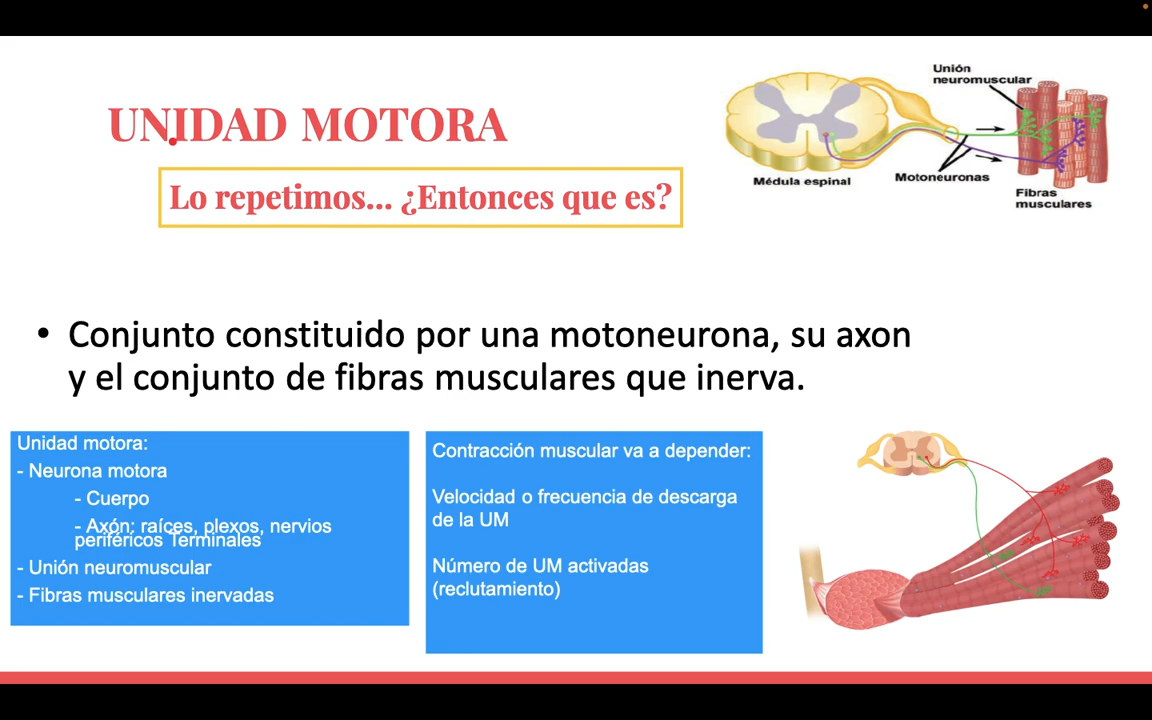 UNIDAD MOTORA
Lo repetimos... ¿Entonces que es?
Unión
neuromuscular
Médula espinal
Motoneuronas
Fibras
musculares
• Conjunto constituido por una motoneurona, su axon
y el conjunto de fibras musculares que inerva.
Unidad motora:
- Neurona motora
- Cuerpo
- Axón: raíces, plexos, nervios
periféricos Terminales
- Unión neuromuscular
- Fibras musculares inervadas
Contracción muscular va a depender:
Velocidad o frecuencia de descarga
de la UM
Número de UM activadas
(reclutamiento)